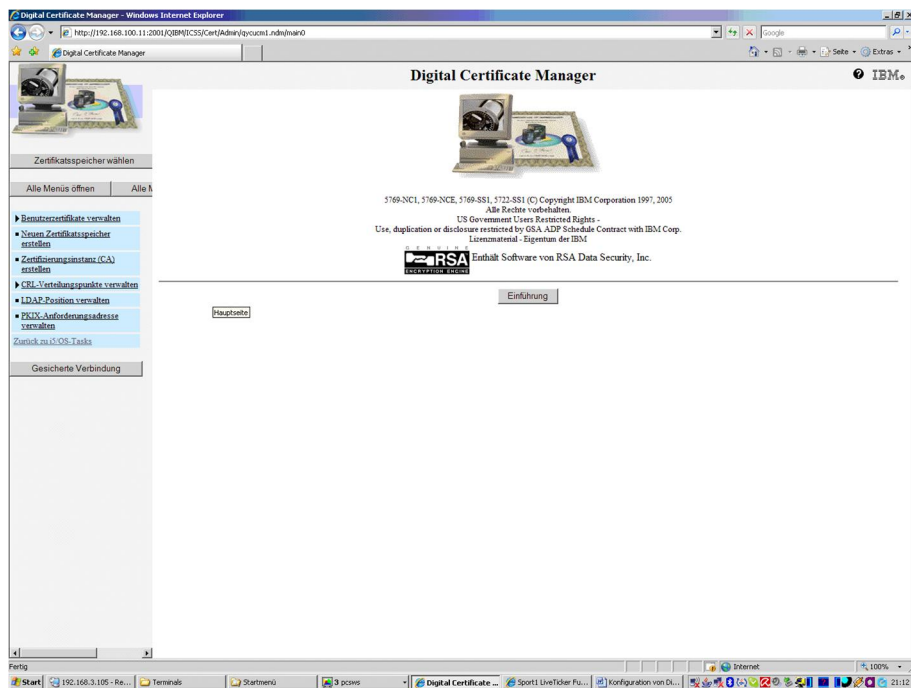 Digital Certificate Manager - Windows Internet Explorer
http://192.168.100.11:2001/QIBM/ICSS/Cert/Admin/qycucm1.ndm/main0
Google
Digital Certificate Manager
Seite
Extras
Digital Certificate Manager
IBM
Zertifikatsspeicher wählen
Alle Menüs öffnen
Alle M
Benutzerzertifikate verwalten
Neuen Zertifikatsspeicher
erstellen
Zertifizierungsinstanz (CA)
erstellen
CRL-Verteilungspunkte verwalten
LDAP-Position verwalten
PKIX-Anforderungsadresse
verwalten
Zurück zu i5/OS-Tasks
Gesicherte Verbindung
5769-NC1, 5769-NCE, 5769-SS1, 5722-SS1 (C) Copyright IBM Corporation 1997, 2005
Alle Rechte vorbehalten.
US Government Users Restricted Rights -
Use, duplication or disclosure restricted by GSA ADP Schedule Contract with IBM Corp.
Lizenzmaterial - Eigentum der IBM
GENUINE
RSA
ENCRYPTION ENGINE
Enthält Software von RSA Data Security, Inc.
Einführung
Hauptseite
Fertig
Internet
100%
Start
192.168.3.105 - Re...
Terminals
Startmenü
3 pcsws
Digital Certificate ...
Sport1 LiveTicker Fu...
Konfiguration von Di...
21:12